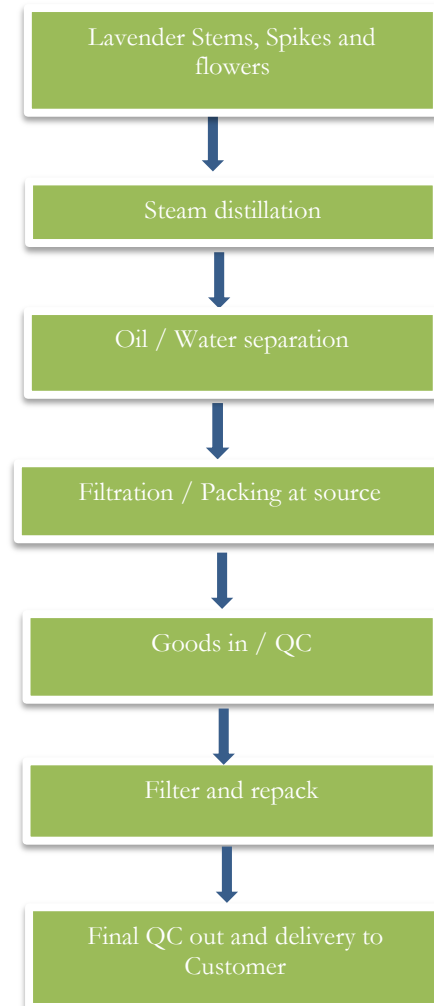 Lavender Stems, Spikes and
flowers
Steam distillation
Oil / Water separation
Filtration / Packing at source
Goods in / QC
Filter and repack
Final QC out and delivery to
Customer